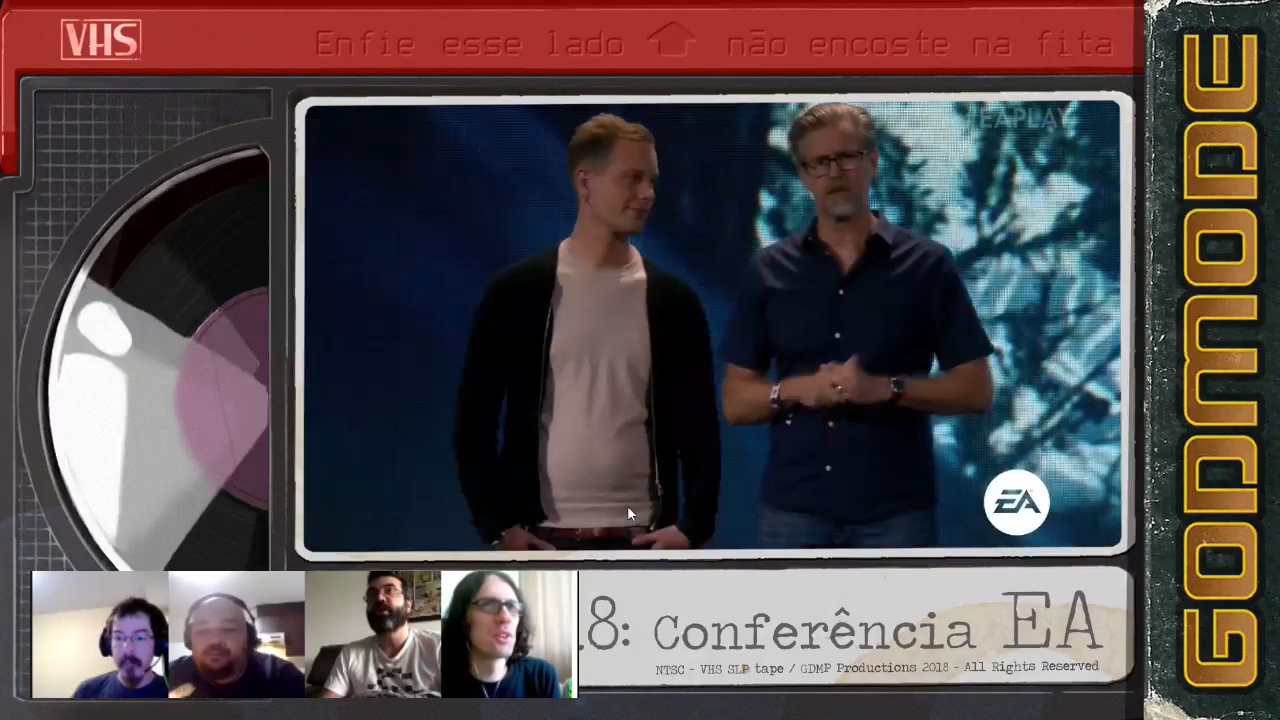 VHS
Enfie esse lado não encoste na fita
EAPLAY
EA
8: Conferência EA
NTSC - VHS SLP tape / GDMP Productions 2018 - All Rights Reserved
GODMODE